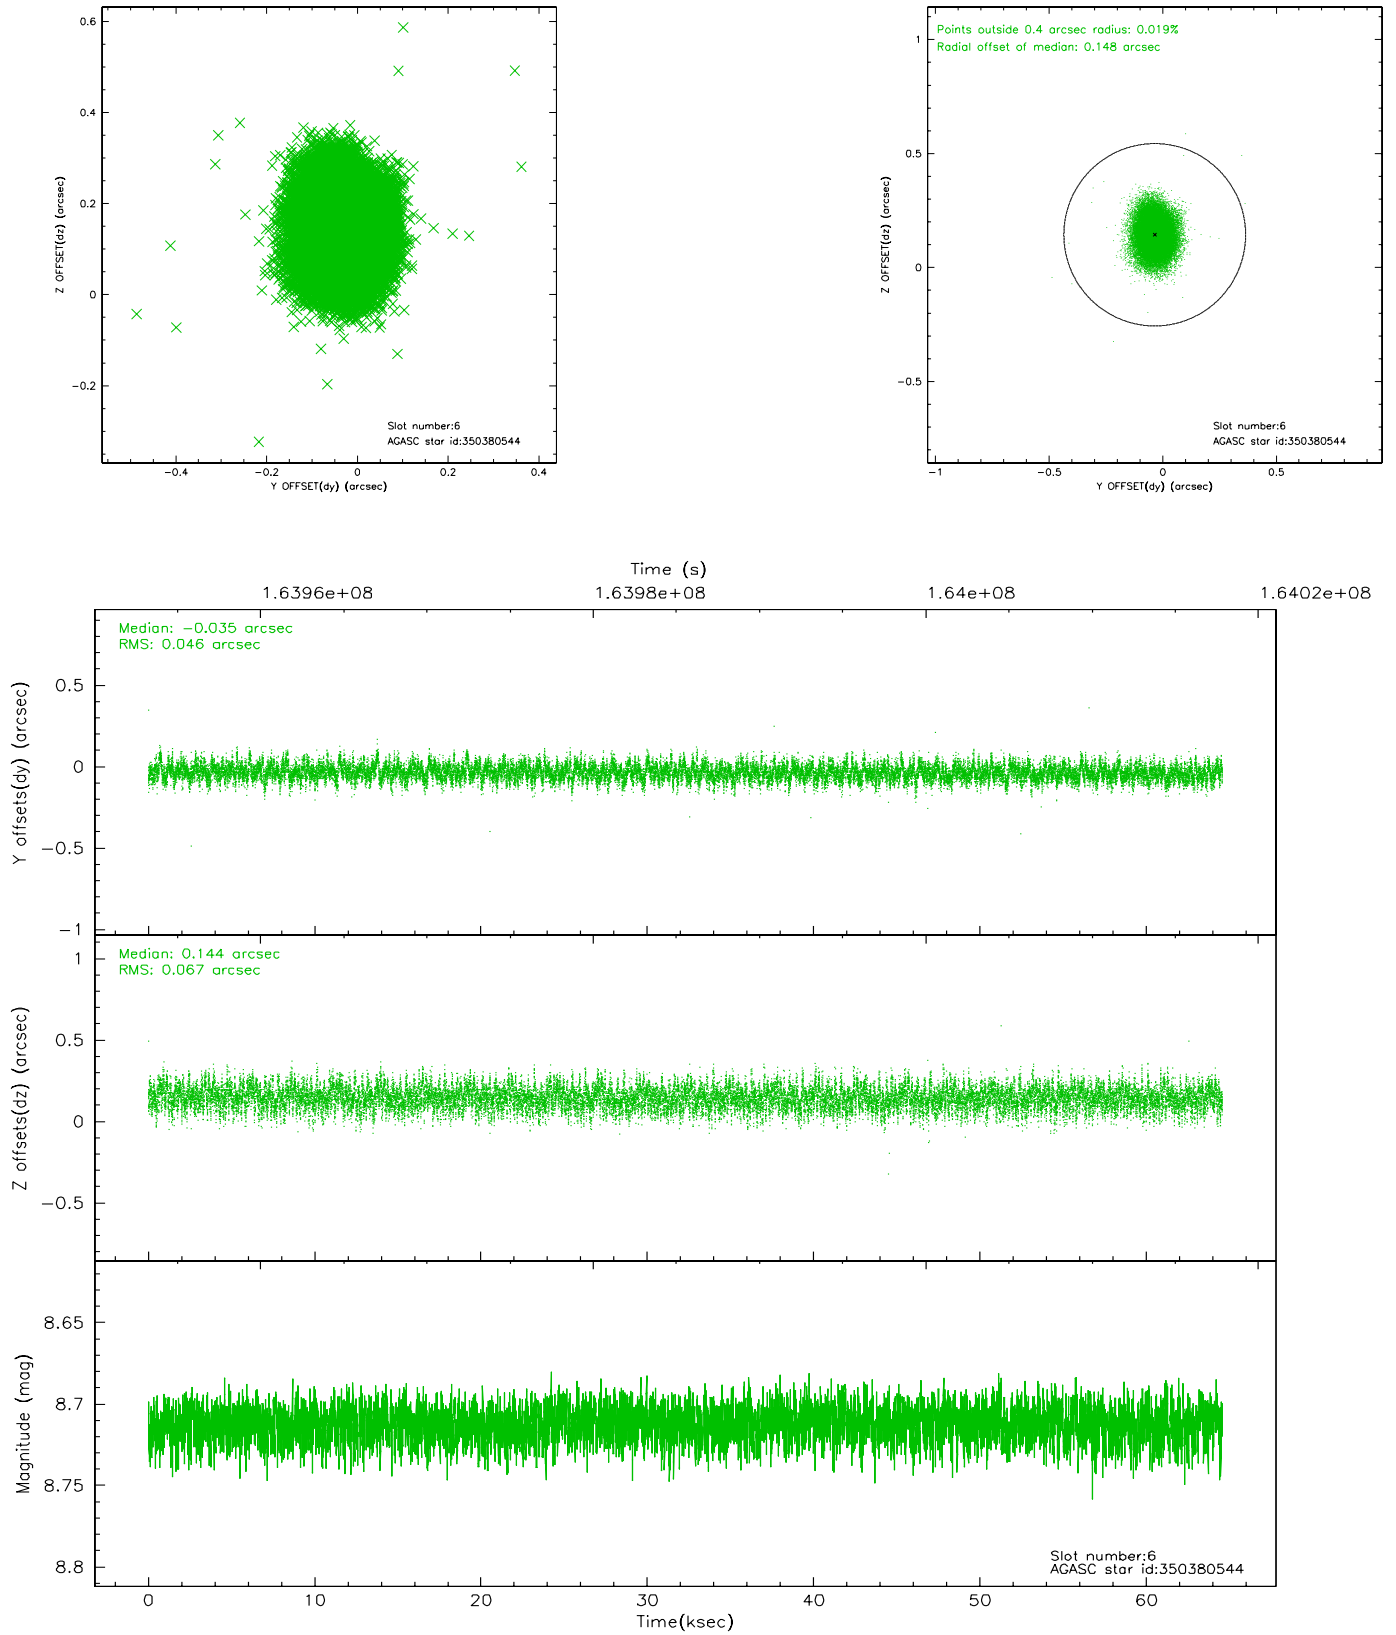 0.6
0.4
0.2
0
−0.2
Z OFFSET(dz) (arcsec)
−0.4
−0.2
0
0.2
0.4
Y OFFSET(dy) (arcsec)
Slot number:6
AGASC star id:350380544
Points outside 0.4 arcsec radius: 0.019%
Radial offset of median: 0.148 arcsec
1
0.5
0
−0.5
Z OFFSET(dz) (arcsec)
−1
−0.5
0
0.5
Y OFFSET(dy) (arcsec)
Slot number:6
AGASC star id:350380544
Time (s)
1.6396e+08
1.6398e+08
1.64e+08
1.6402e+08
Median: −0.035 arcsec
RMS: 0.046 arcsec
0.5
0
−0.5
−1
Y offsets(dy) (arcsec)
Median: 0.144 arcsec
RMS: 0.067 arcsec
1
0.5
0
−0.5
Z offsets(dz) (arcsec)
8.65
8.7
8.75
8.8
Magnitude (mag)
Slot number:6
AGASC star id:350380544
0
10
20
30
40
50
60
Time(ksec)